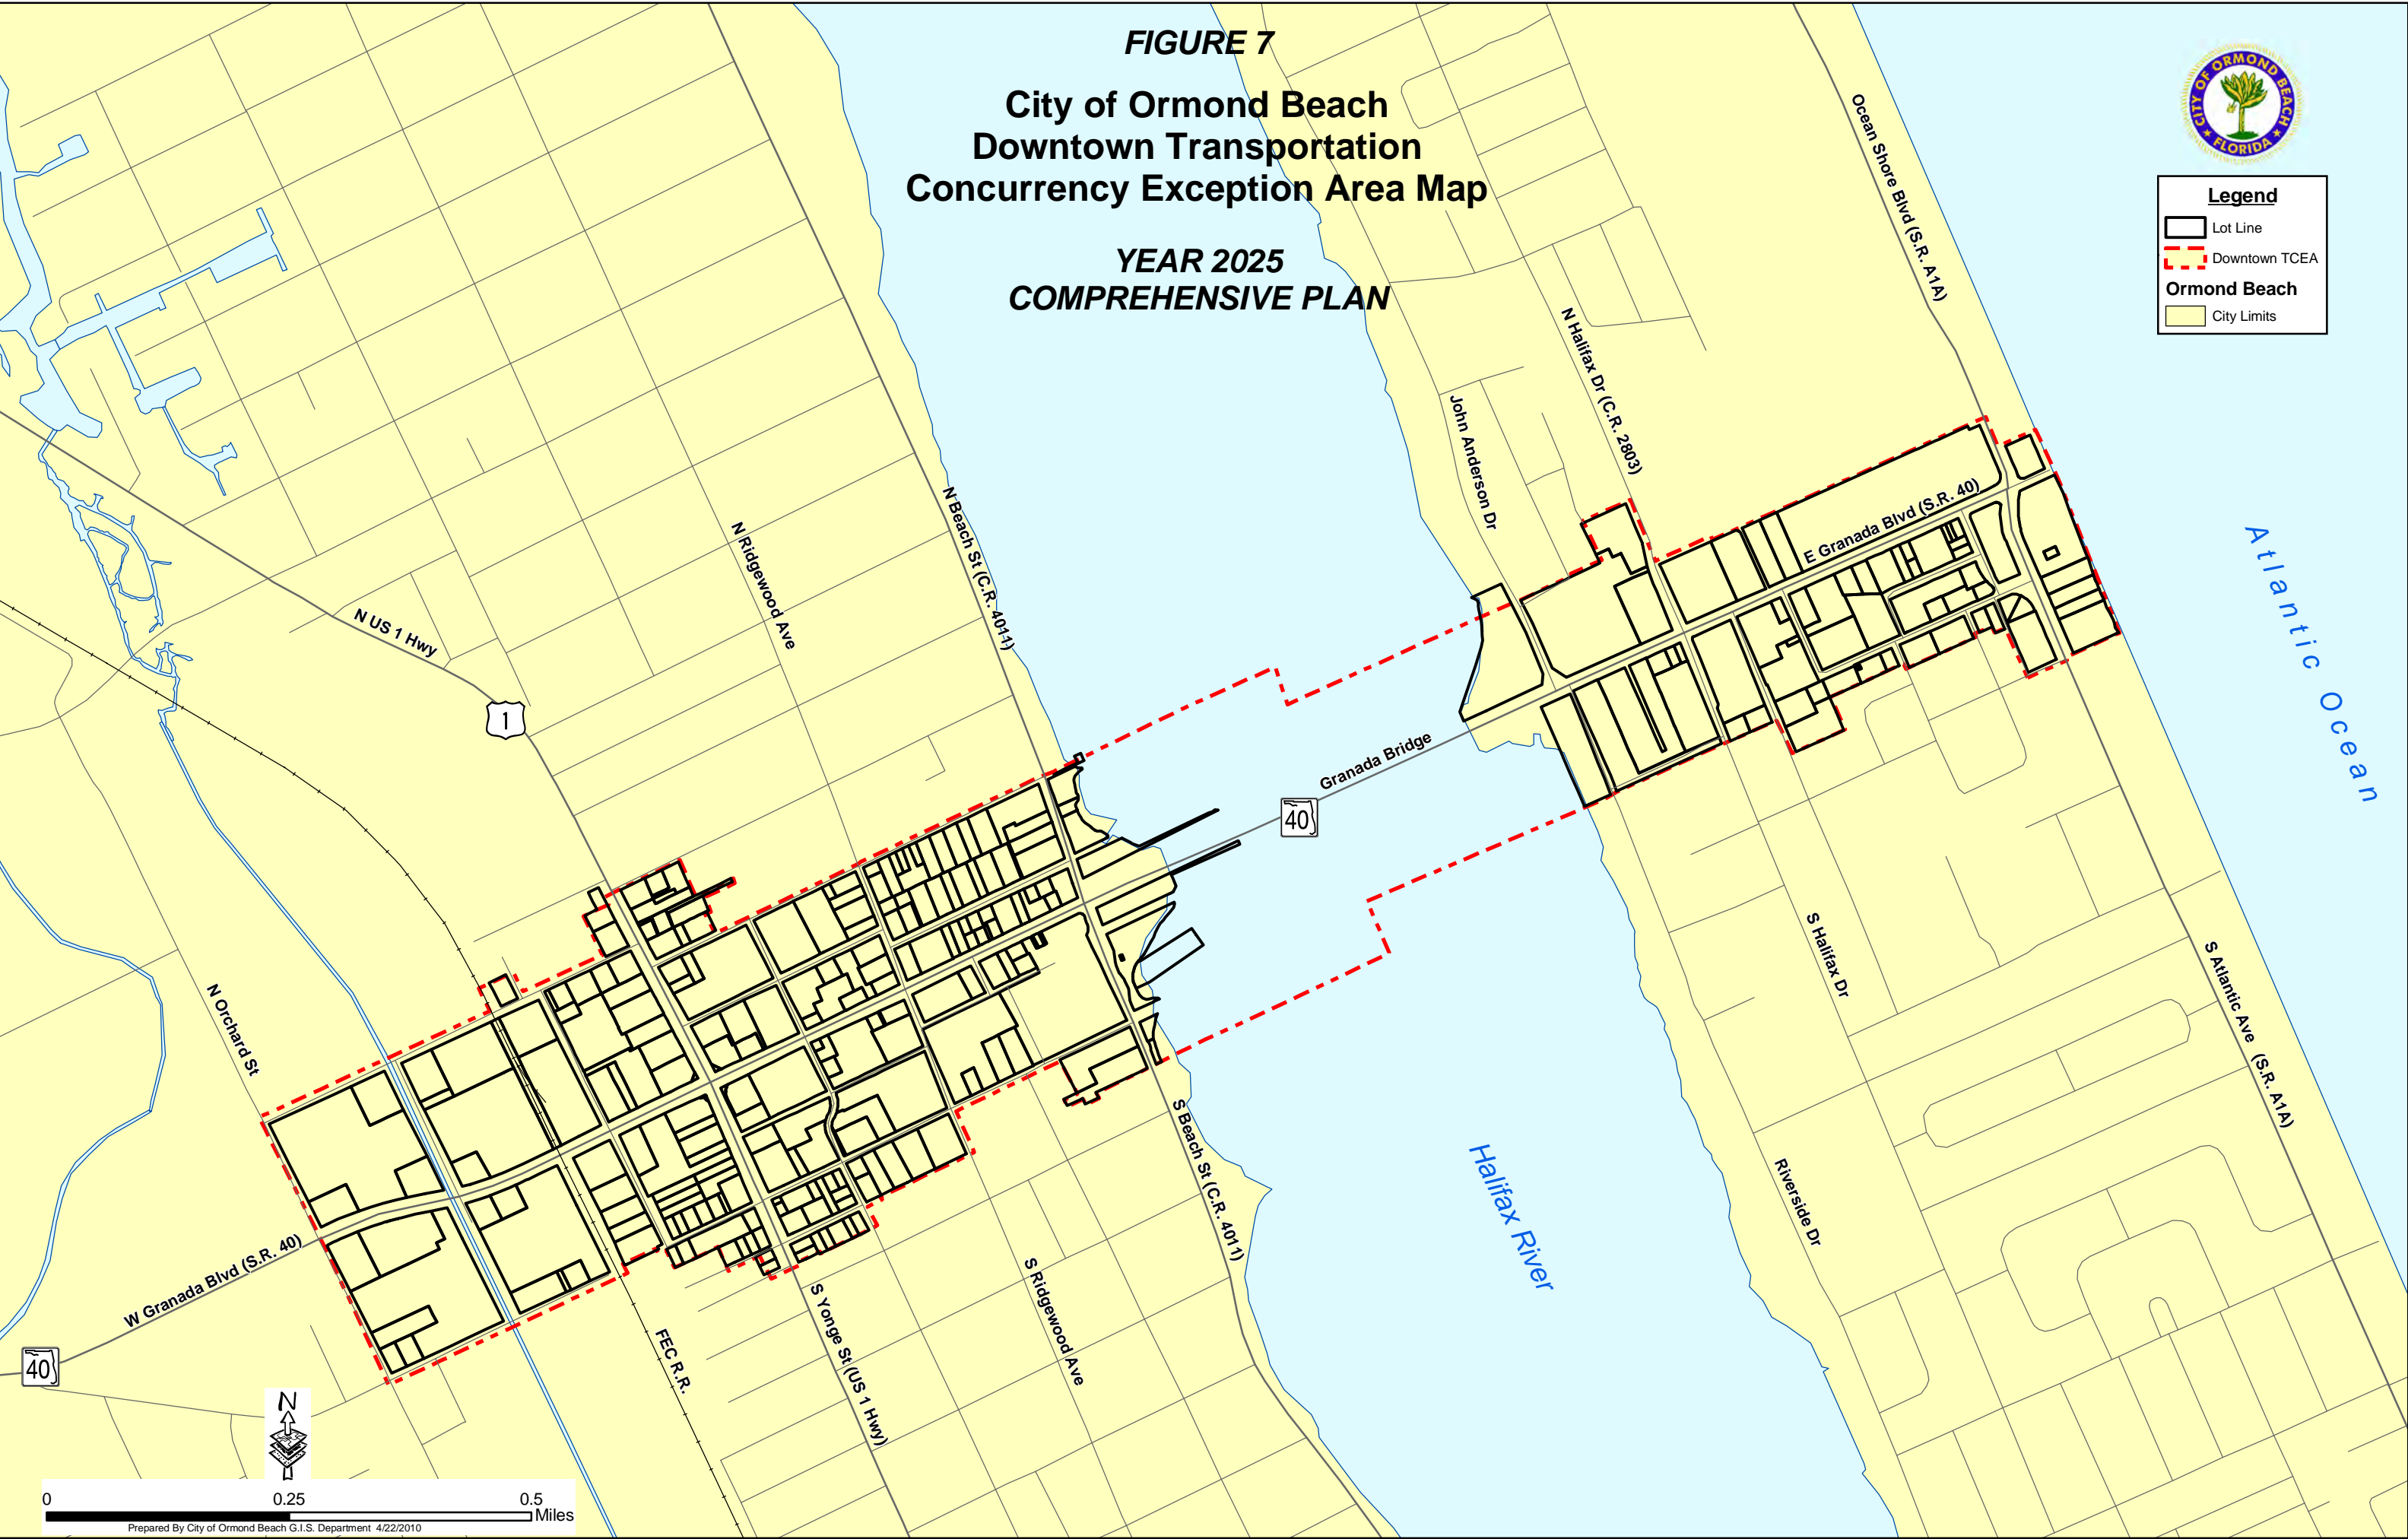 FIGURE 7
City of Ormond Beach
Downtown Transportation
Concurrency Exception Area Map
YEAR 2025
COMPREHENSIVE PLAN
CITY OF ORMOND BEACH
FLORIDA
Legend
Lot Line
Downtown TCEA
Ormond Beach
City Limits
Ocean Shore Blvd (S.R. A1A)
N Halifax Dr (C.R. 2803)
John Anderson Dr
E Granada Blvd (S.R. 40)
Atlantic Ocean
N Beach St (C.R. 4011)
N Ridgewood Ave
N US 1 Hwy
1
Granada Bridge
40
N Orchard St
S Halifax Dr
S Atlantic Ave (S.R. A1A)
Halifax River
Riverside Dr
S Beach St (C.R. 4011)
S Ridgewood Ave
S Yonge St (US 1 Hwy)
FEC R.R.
W Granada Blvd (S.R. 40)
40
N
0 0.25 0.5
Miles
Prepared By City of Ormond Beach G.I.S. Department 4/22/2010